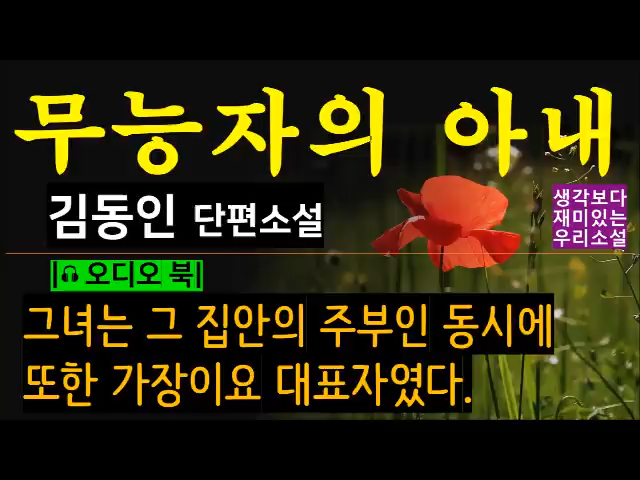 무능자의 아내
김동인 단편소설
생각보다
재미있는
우리소설
|🎧오디오 북|
그녀는 그 집안의 주부인 동시에
또한 가장이요 대표자였다.